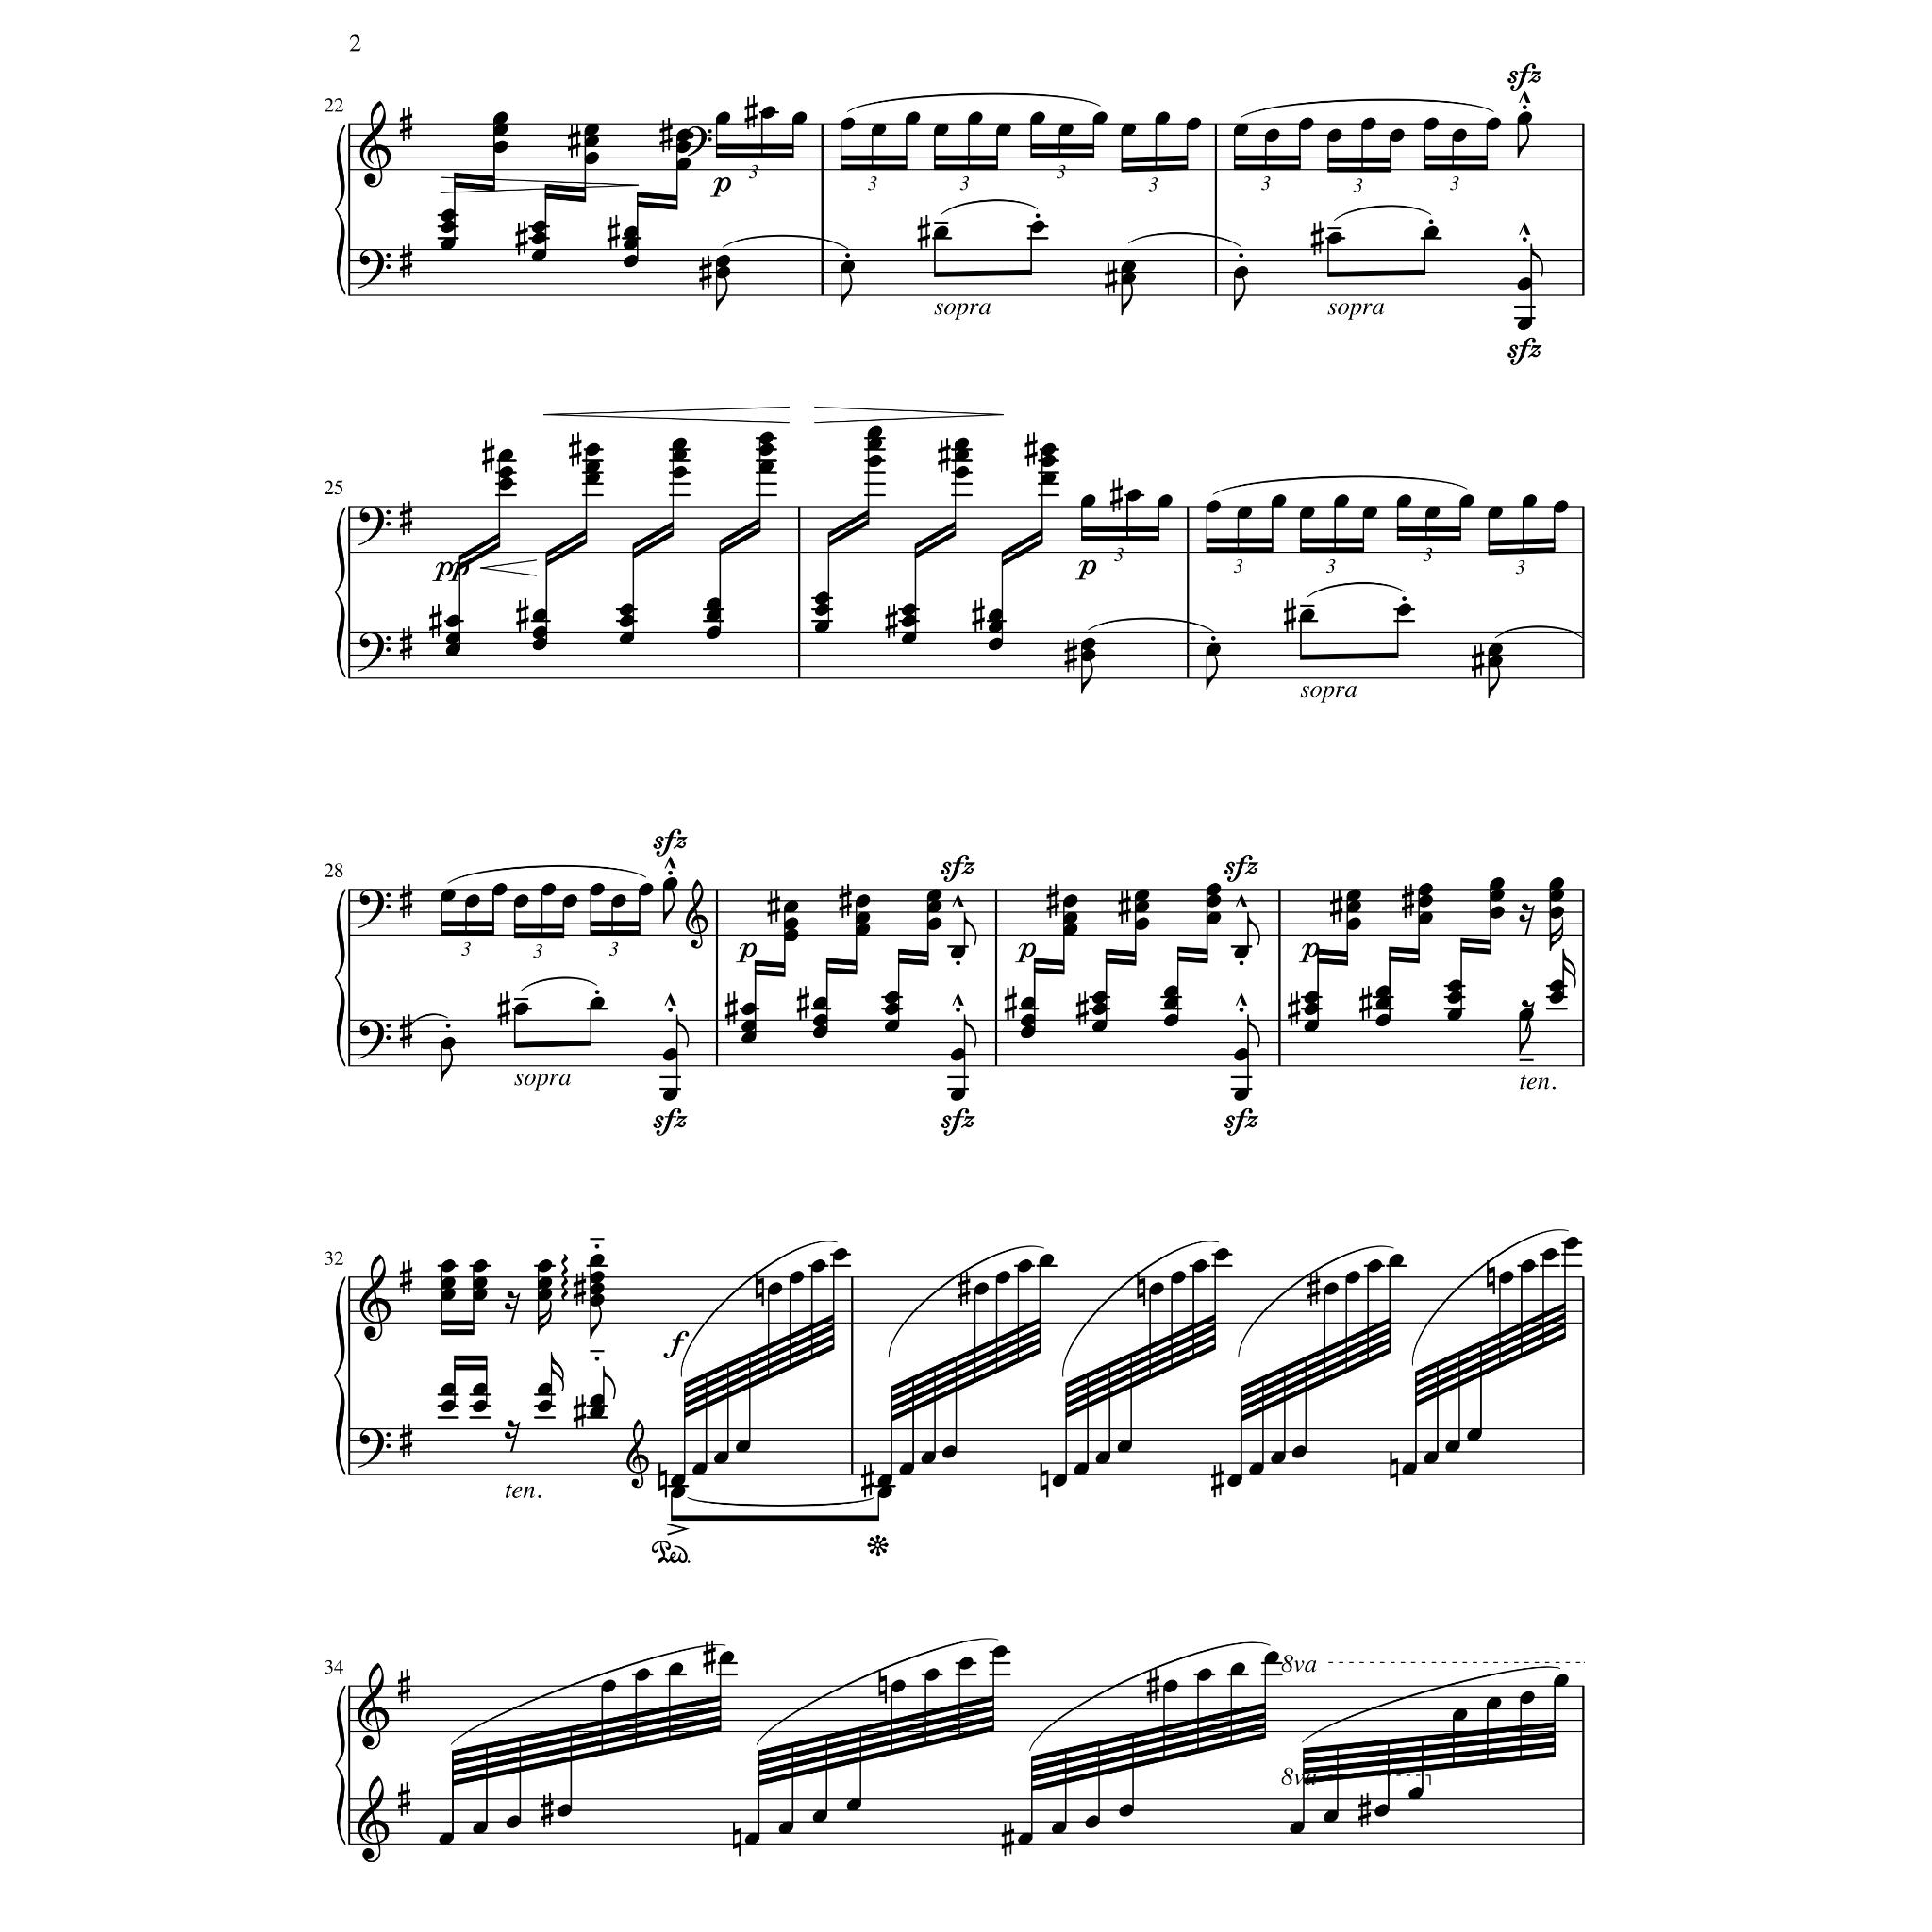 2
sfz
22
3
p
3 3 3 3 3 3 3
sopra sopra
sfz
25
pp p
3 3 3 3 3
sopra
sfz sfz sfz
28
3 3 3
p p p
sopra ten.
sfz sfz sfz
32
f
ten.
Ped.
34
8va
8va